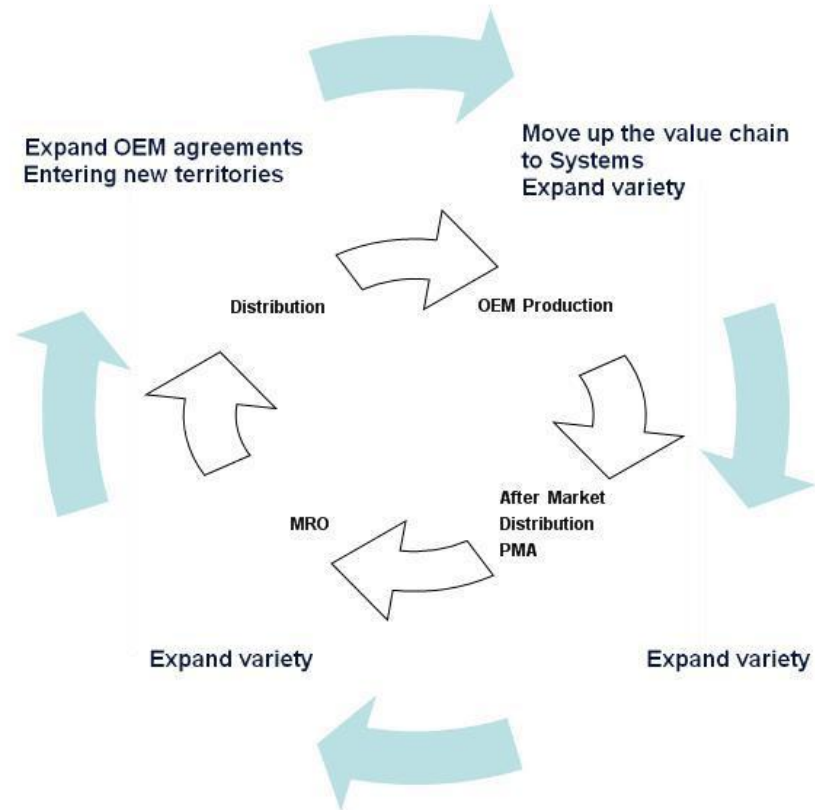 Expand OEM agreements
Entering new territories
Move up the value chain
to Systems
Expand variety
Distribution
OEM Production
After Market
Distribution
PMA
MRO
Expand variety
Expand variety